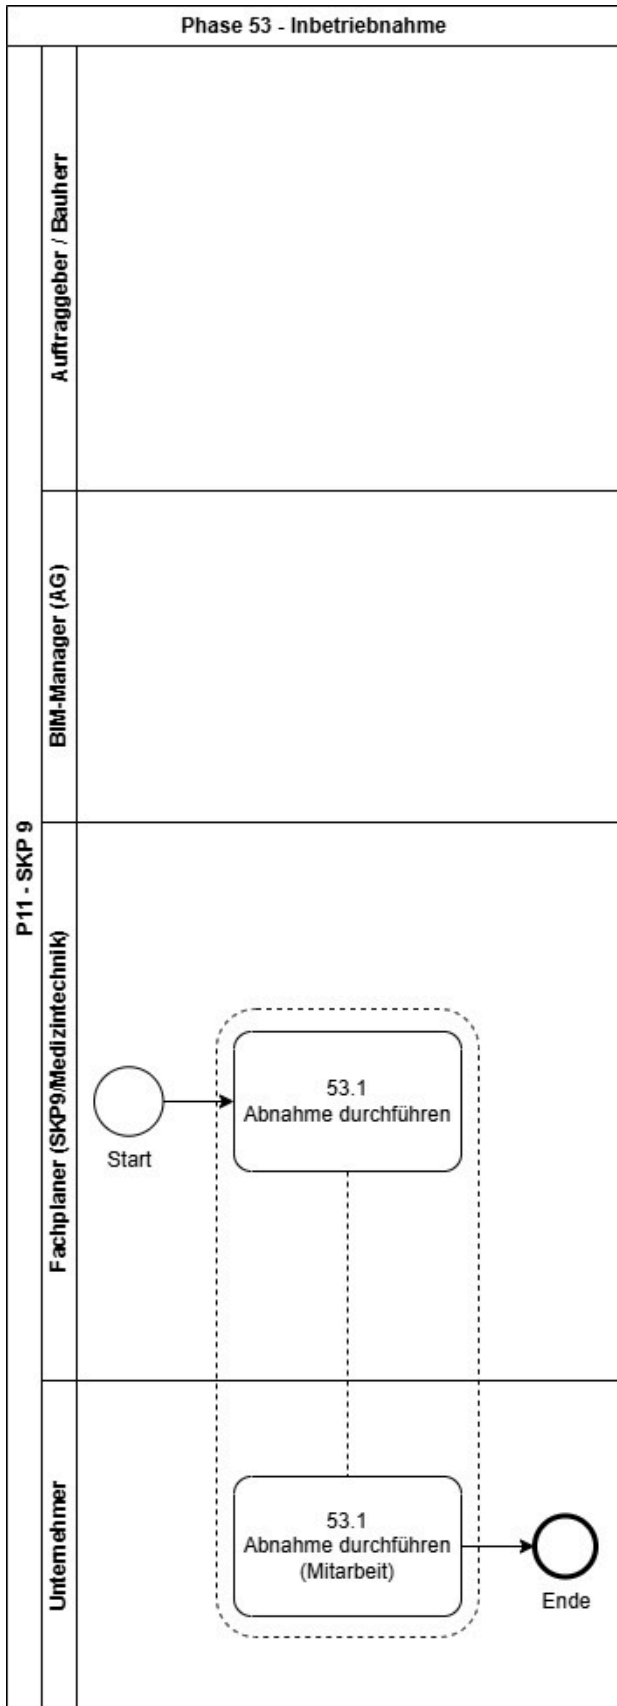 Phase 53 - Inbetriebnahme
P11 - SKP 9
Auftraggeber / Bauherr
BIM-Manager (AG)
Fachplaner (SKP9/Medizintechnik)
Start
53.1
Abnahme durchführen
Unternehmer
53.1
Abnahme durchführen
(Mitarbeit)
Ende